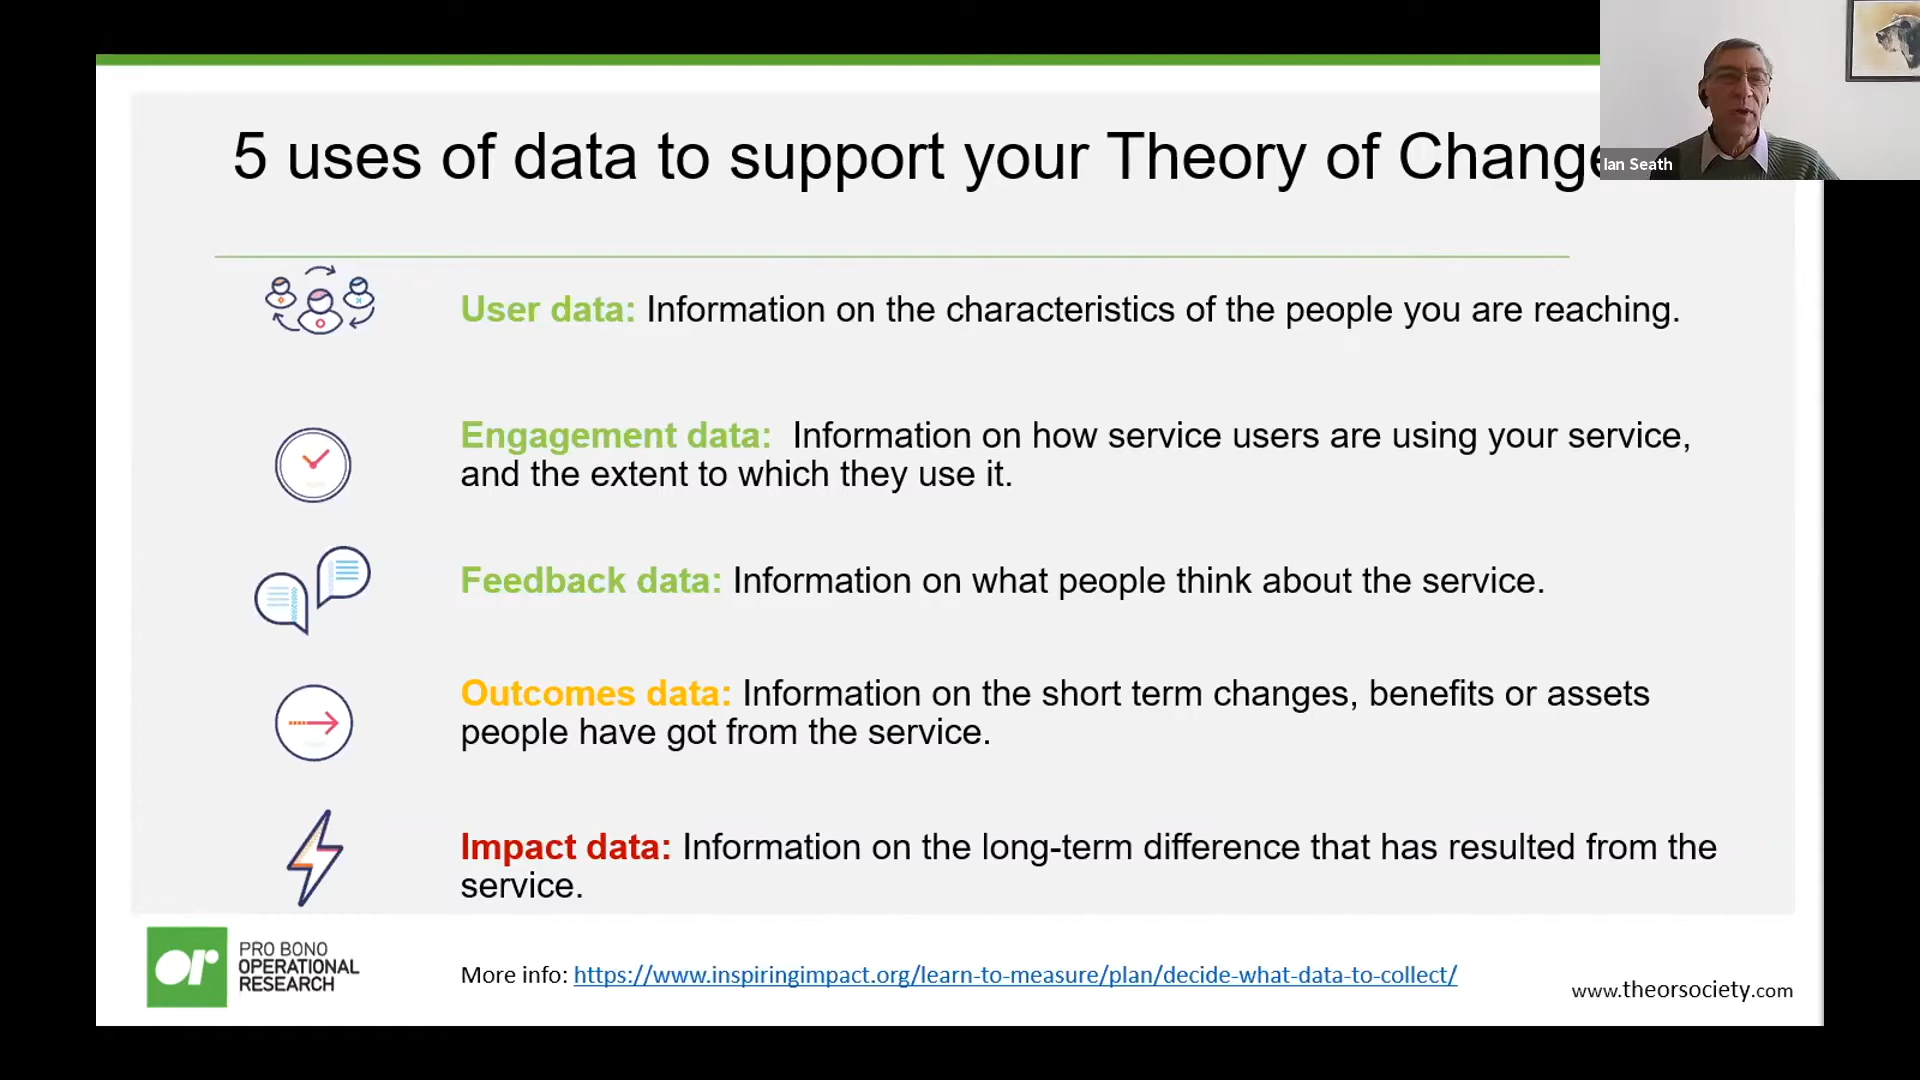 5 uses of data to support your Theory of Change
Ian Seath
User data: Information on the characteristics of the people you are reaching.
Engagement data: Information on how service users are using your service,
and the extent to which they use it.
Feedback data: Information on what people think about the service.
Outcomes data: Information on the short term changes, benefits or assets
people have got from the service.
Impact data: Information on the long-term difference that has resulted from the
service.
or
PRO BONO
OPERATIONAL
RESEARCH
More info: https://www.inspiringimpact.org/learn-to-measure/plan/decide-what-data-to-collect/
www.theorsociety.com